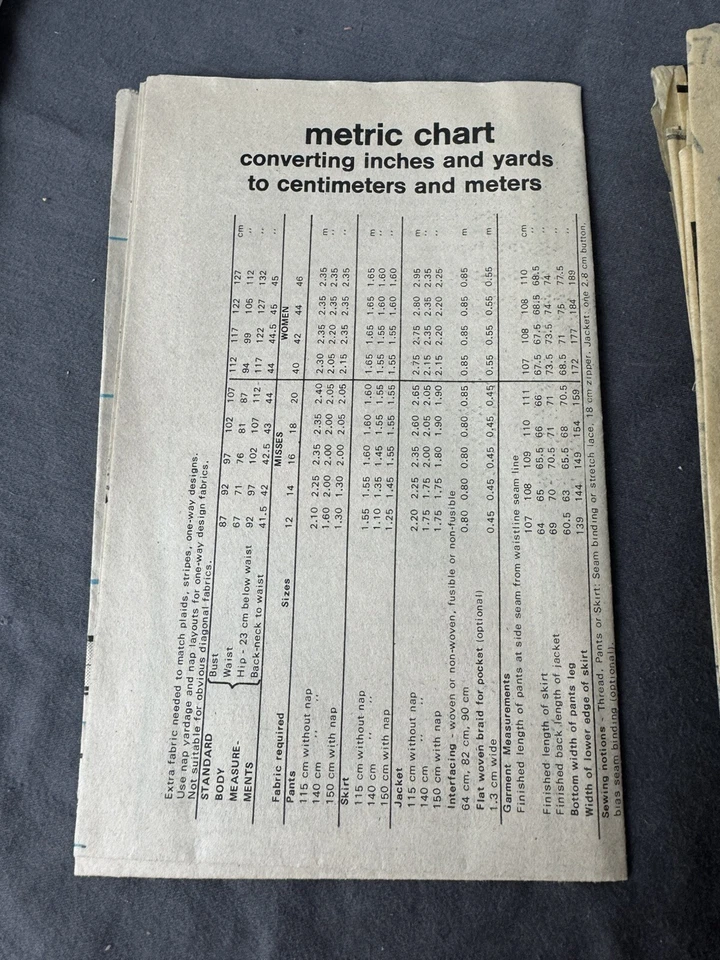 metric chart
converting inches and yards
to centimeters and meters
Extra fabric needed to match plaids, stripes, one-way designs.
Use nap yardage and nap layouts for one-way design fabrics.
Not suitable for obvious diagonal fabrics.
STANDARD BODY MEASURE- MENTS
Bust 87 92 97 102 107 112 117 122 127 cm
Waist 67 71 76 81 87 94 99 105 112 ,,
Hip - 23 cm below waist 92 97 102 107 112 117 122 127 132 ,,
Back-neck to waist 41.5 42 42.5 43 44 44 44.5 45 45 ,,
MISSES WOMEN
Fabric required Sizes 12 14 16 18 20 40 42 44 46
Pants
115 cm without nap 2.10 2.25 2.35 2.35 2.40 2.30 2.35 2.35 2.35 m
140 cm ,, ,, 1.60 2.00 2.00 2.00 2.05 2.05 2.20 2.35 2.35 ,,
150 cm with nap 1.30 1.30 2.00 2.05 2.05 2.15 2.35 2.35 2.35 ,,
Skirt
115 cm without nap 1.55 1.55 1.60 1.60 1.60 1.65 1.65 1.65 1.65 m
140 cm ,, ,, 1.10 1.35 1.45 1.55 1.55 1.55 1.55 1.60 1.60 ,,
150 cm with nap 1.25 1.45 1.55 1.55 1.55 1.55 1.55 1.60 1.60 ,,
Jacket
115 cm without nap 2.20 2.25 2.35 2.60 2.65 2.75 2.75 2.80 2.95 m
140 cm ,, ,, 1.75 1.75 2.00 2.05 2.05 2.15 2.35 2.35 2.35 ,,
150 cm with nap 1.75 1.75 1.80 1.90 1.90 2.15 2.20 2.20 2.25 ,,
Interfacing - woven or non-woven, fusible or non-fusible
64 cm, 82 cm, 90 cm 0.80 0.80 0.80 0.80 0.85 0.85 0.85 0.85 0.85 m
Flat woven braid for pocket (optional)
1.3 cm wide 0.45 0.45 0.45 0.45 0.45 0.55 0.55 0.55 0.55 m
Garment Measurements
Finished length of pants at side seam from waistline seam line
107 108 109 110 111 107 108 108 110 cm
Finished length of skirt 64 65 65.5 66 66 67.5 67.5 68.5 68.5 ,,
Finished back length of jacket 69 70 70.5 71 71 73.5 73.5 74 74 ,,
Bottom width of pants leg 60.5 63 65.5 68 70.5 68.5 71 75 77.5 ,,
Width of lower edge of skirt 139 144 149 154 159 172 177 184 189 ,,
Sewing notions - Thread. Pants or Skirt: Seam binding or stretch lace, 18 cm zipper. Jacket: one 2.8 cm button,
bias seam binding (optional).